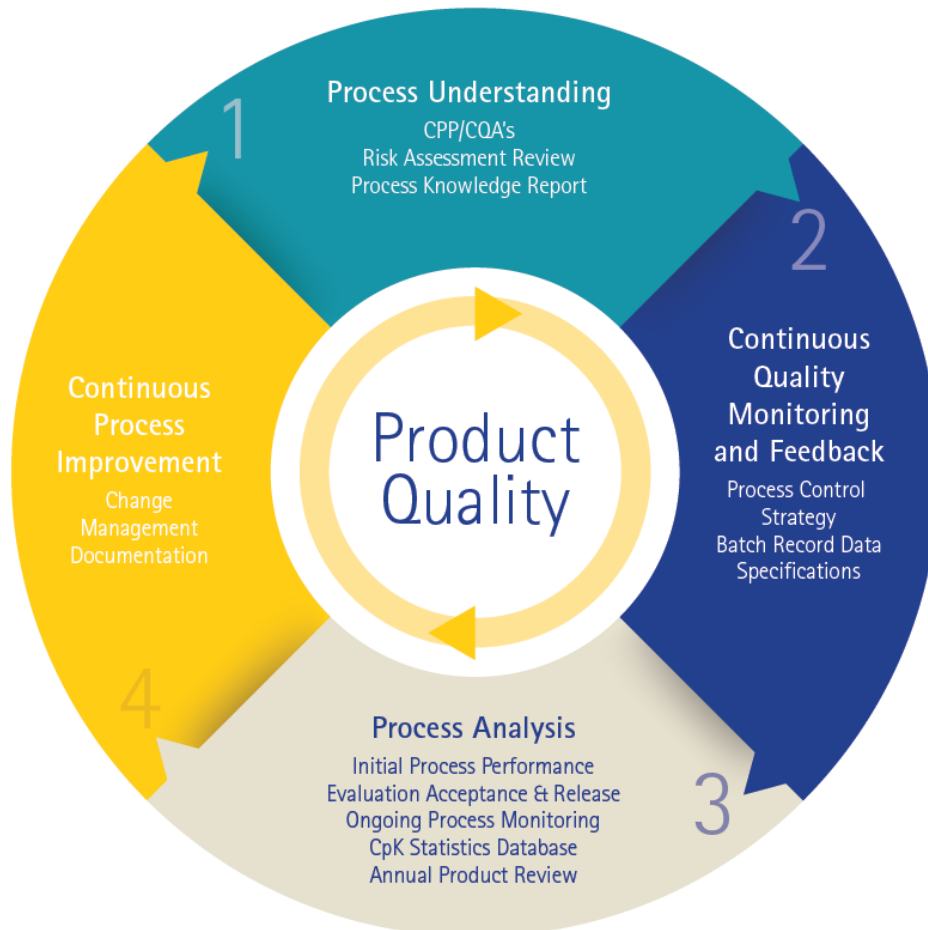 1
Process Understanding
CPP/CQA's
Risk Assessment Review
Process Knowledge Report
2
Continuous
Quality
Monitoring
and Feedback
Process Control
Strategy
Batch Record Data
Specifications
3
Process Analysis
Initial Process Performance
Evaluation Acceptance & Release
Ongoing Process Monitoring
CpK Statistics Database
Annual Product Review
4
Continuous
Process
Improvement
Change
Management
Documentation
Product
Quality